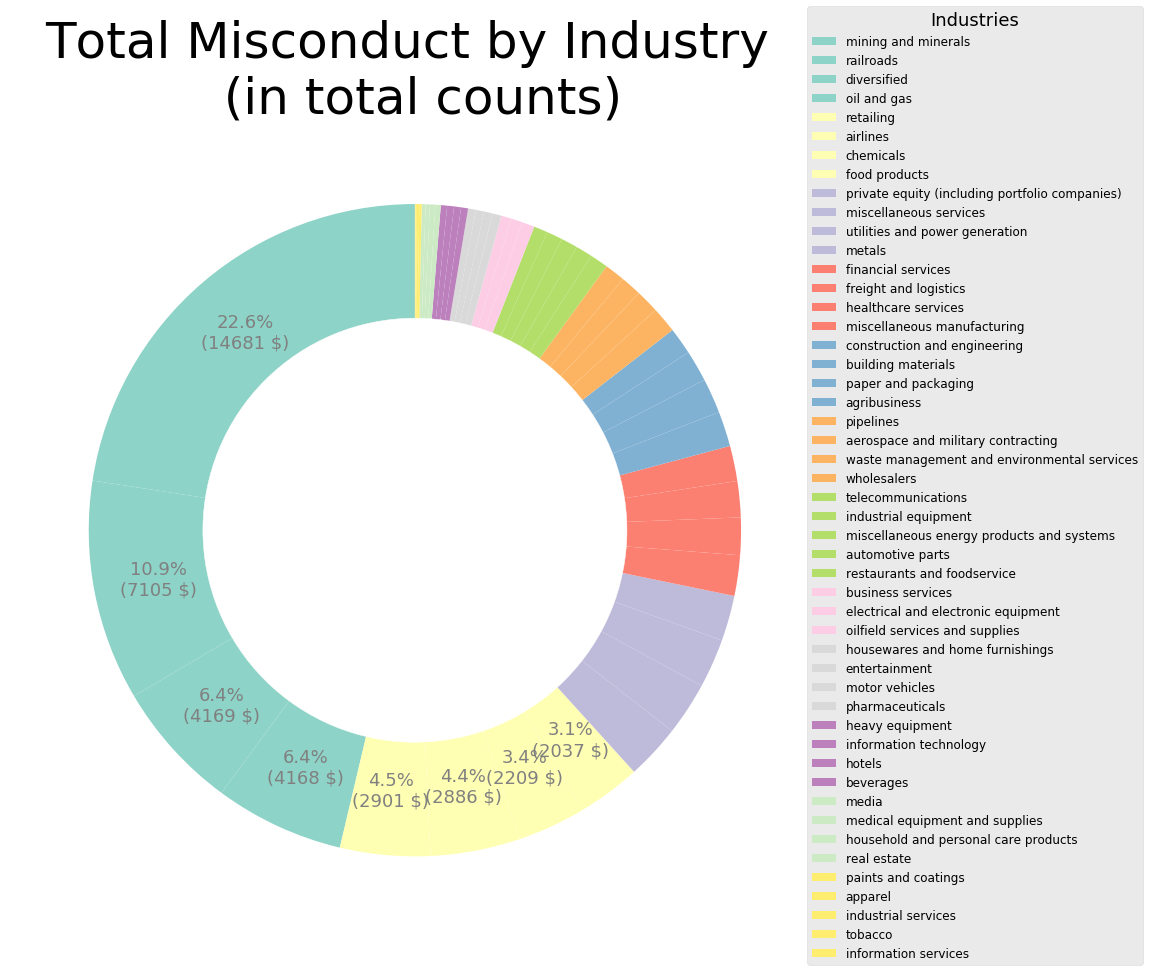 Total Misconduct by Industry
(in total counts)
22.6%
(14681 $)
10.9%
(7105 $)
6.4%
(4169 $)
6.4%
(4168 $)
4.5%
(2901 $)
4.4%
(2886 $)
3.4%
(2209 $)
3.1%
(2037 $)
Industries
mining and minerals
railroads
diversified
oil and gas
retailing
airlines
chemicals
food products
private equity (including portfolio companies)
miscellaneous services
utilities and power generation
metals
financial services
freight and logistics
healthcare services
miscellaneous manufacturing
construction and engineering
building materials
paper and packaging
agribusiness
pipelines
aerospace and military contracting
waste management and environmental services
wholesalers
telecommunications
industrial equipment
miscellaneous energy products and systems
automotive parts
restaurants and foodservice
business services
electrical and electronic equipment
oilfield services and supplies
housewares and home furnishings
entertainment
motor vehicles
pharmaceuticals
heavy equipment
information technology
hotels
beverages
media
medical equipment and supplies
household and personal care products
real estate
paints and coatings
apparel
industrial services
tobacco
information services